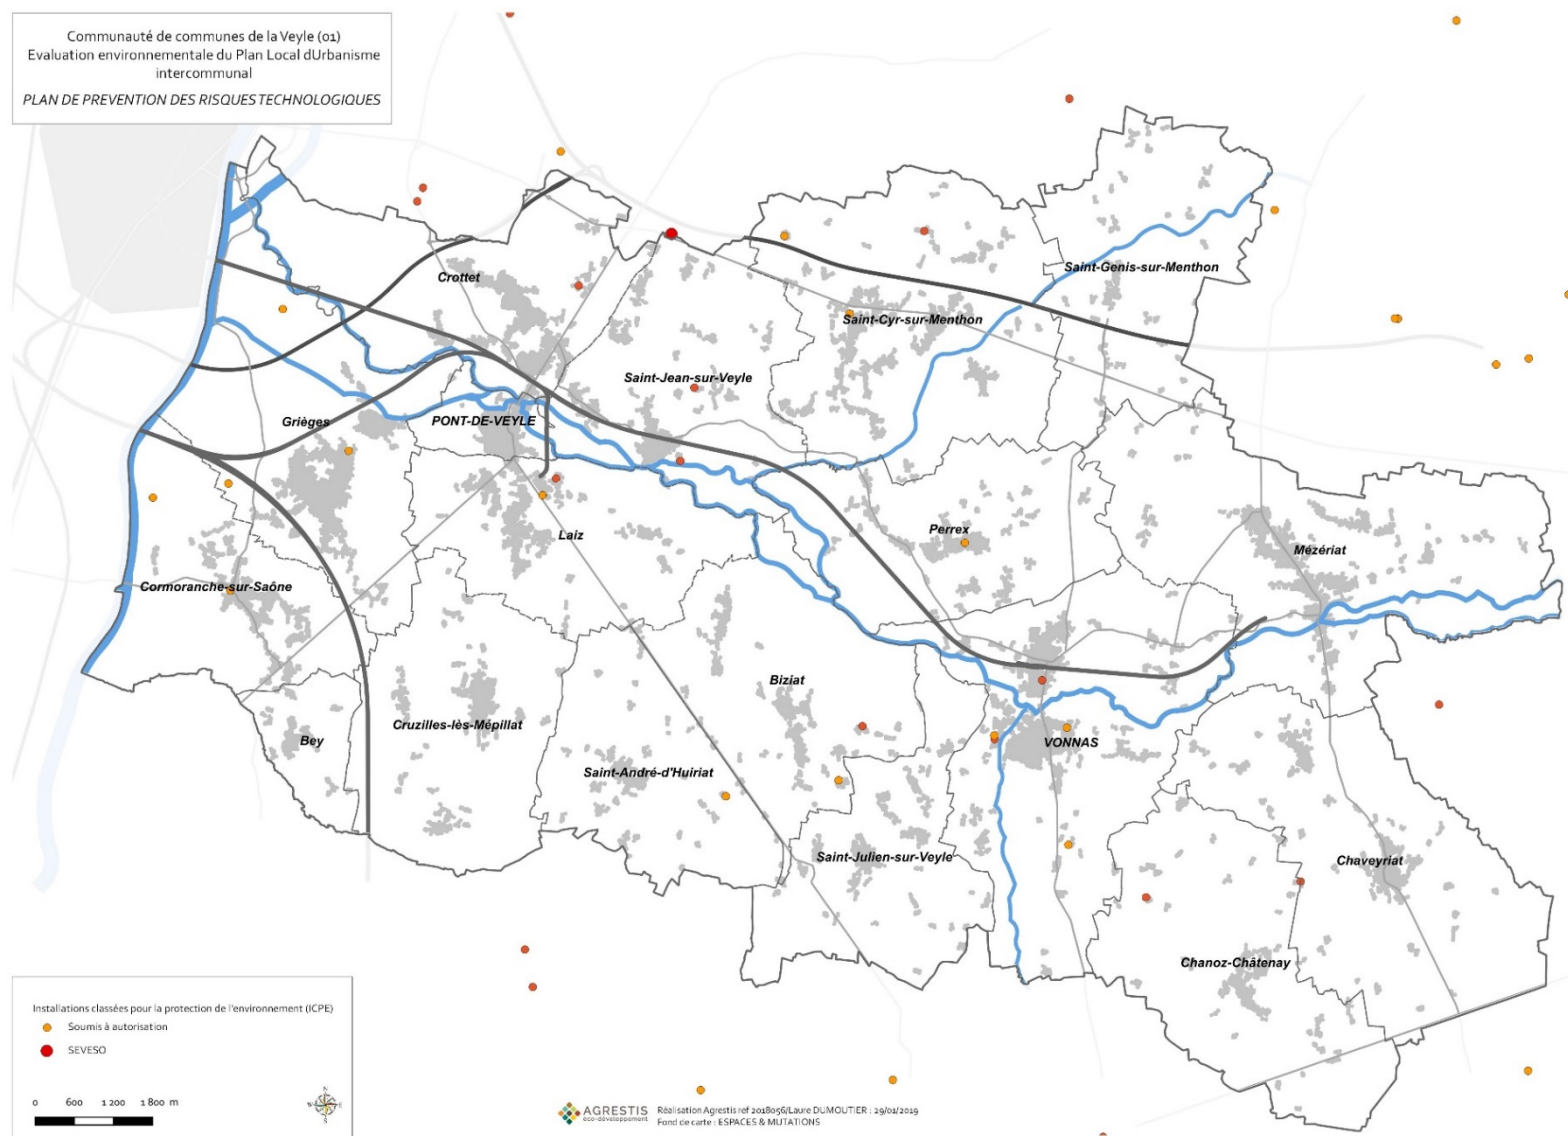 Communauté de communes de la Veyle (01)
Evaluation environnementale du Plan Local dUrbanisme
intercommunal
PLAN DE PREVENTION DES RISQUES TECHNOLOGIQUES
Saint-Genis-sur-Menthon
Crottet
Saint-Cyr-sur-Menthon
Saint-Jean-sur-Veyle
Grièges
PONT-DE-VEYLE
Perrex
Laiz
Mézériat
Cormoranche-sur-Saône
Biziat
Cruzilles-lès-Mépillat
Bey
VONNAS
Saint-André-d'Huiriat
Saint-Julien-sur-Veyle
Chaveyriat
Chanoz-Châtenay
Installations classées pour la protection de l'environnement (ICPE)
Soumis à autorisation
SEVESO
0 600 1 200 1 800 m
N
E
S
AGRESTIS
éco-développement
Réalisation Agrestis ref 2018056/Laure DUMOUTIER : 29/01/2019
Fond de carte : ESPACES & MUTATIONS